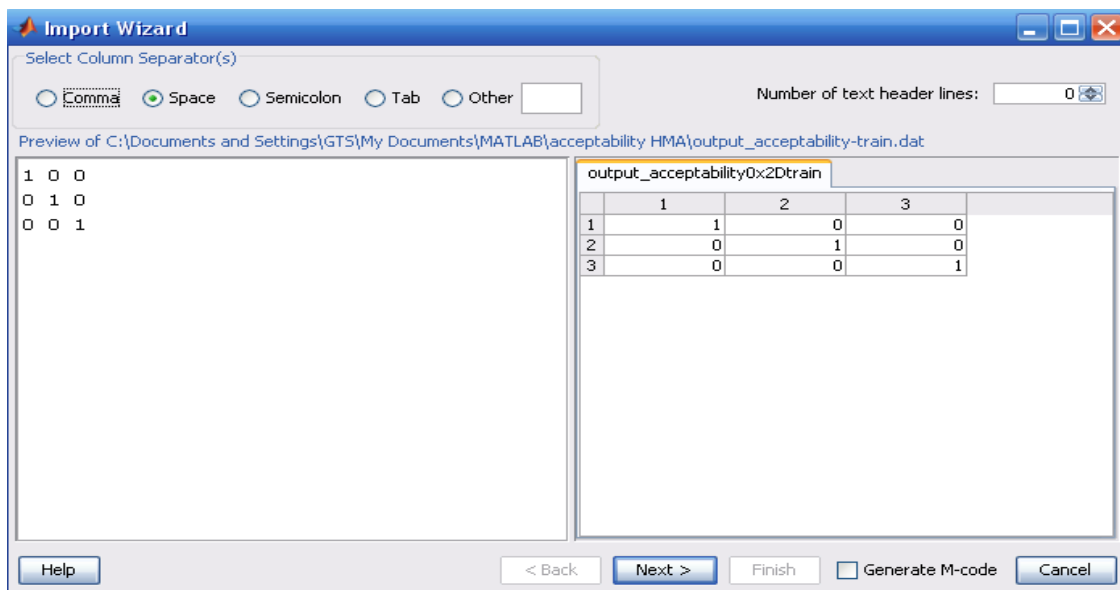 Import Wizard
Select Column Separator(s)
Comma Space Semicolon Tab Other Number of text header lines: 0
Preview of C:\Documents and Settings\GTS\My Documents\MATLAB\acceptability HMA\output_acceptability-train.dat
1 0 0
0 1 0
0 0 1
output_acceptability0x2Dtrain
1 2 3
1 1 0 0
2 0 1 0
3 0 0 1
Help < Back Next > Finish Generate M-code Cancel